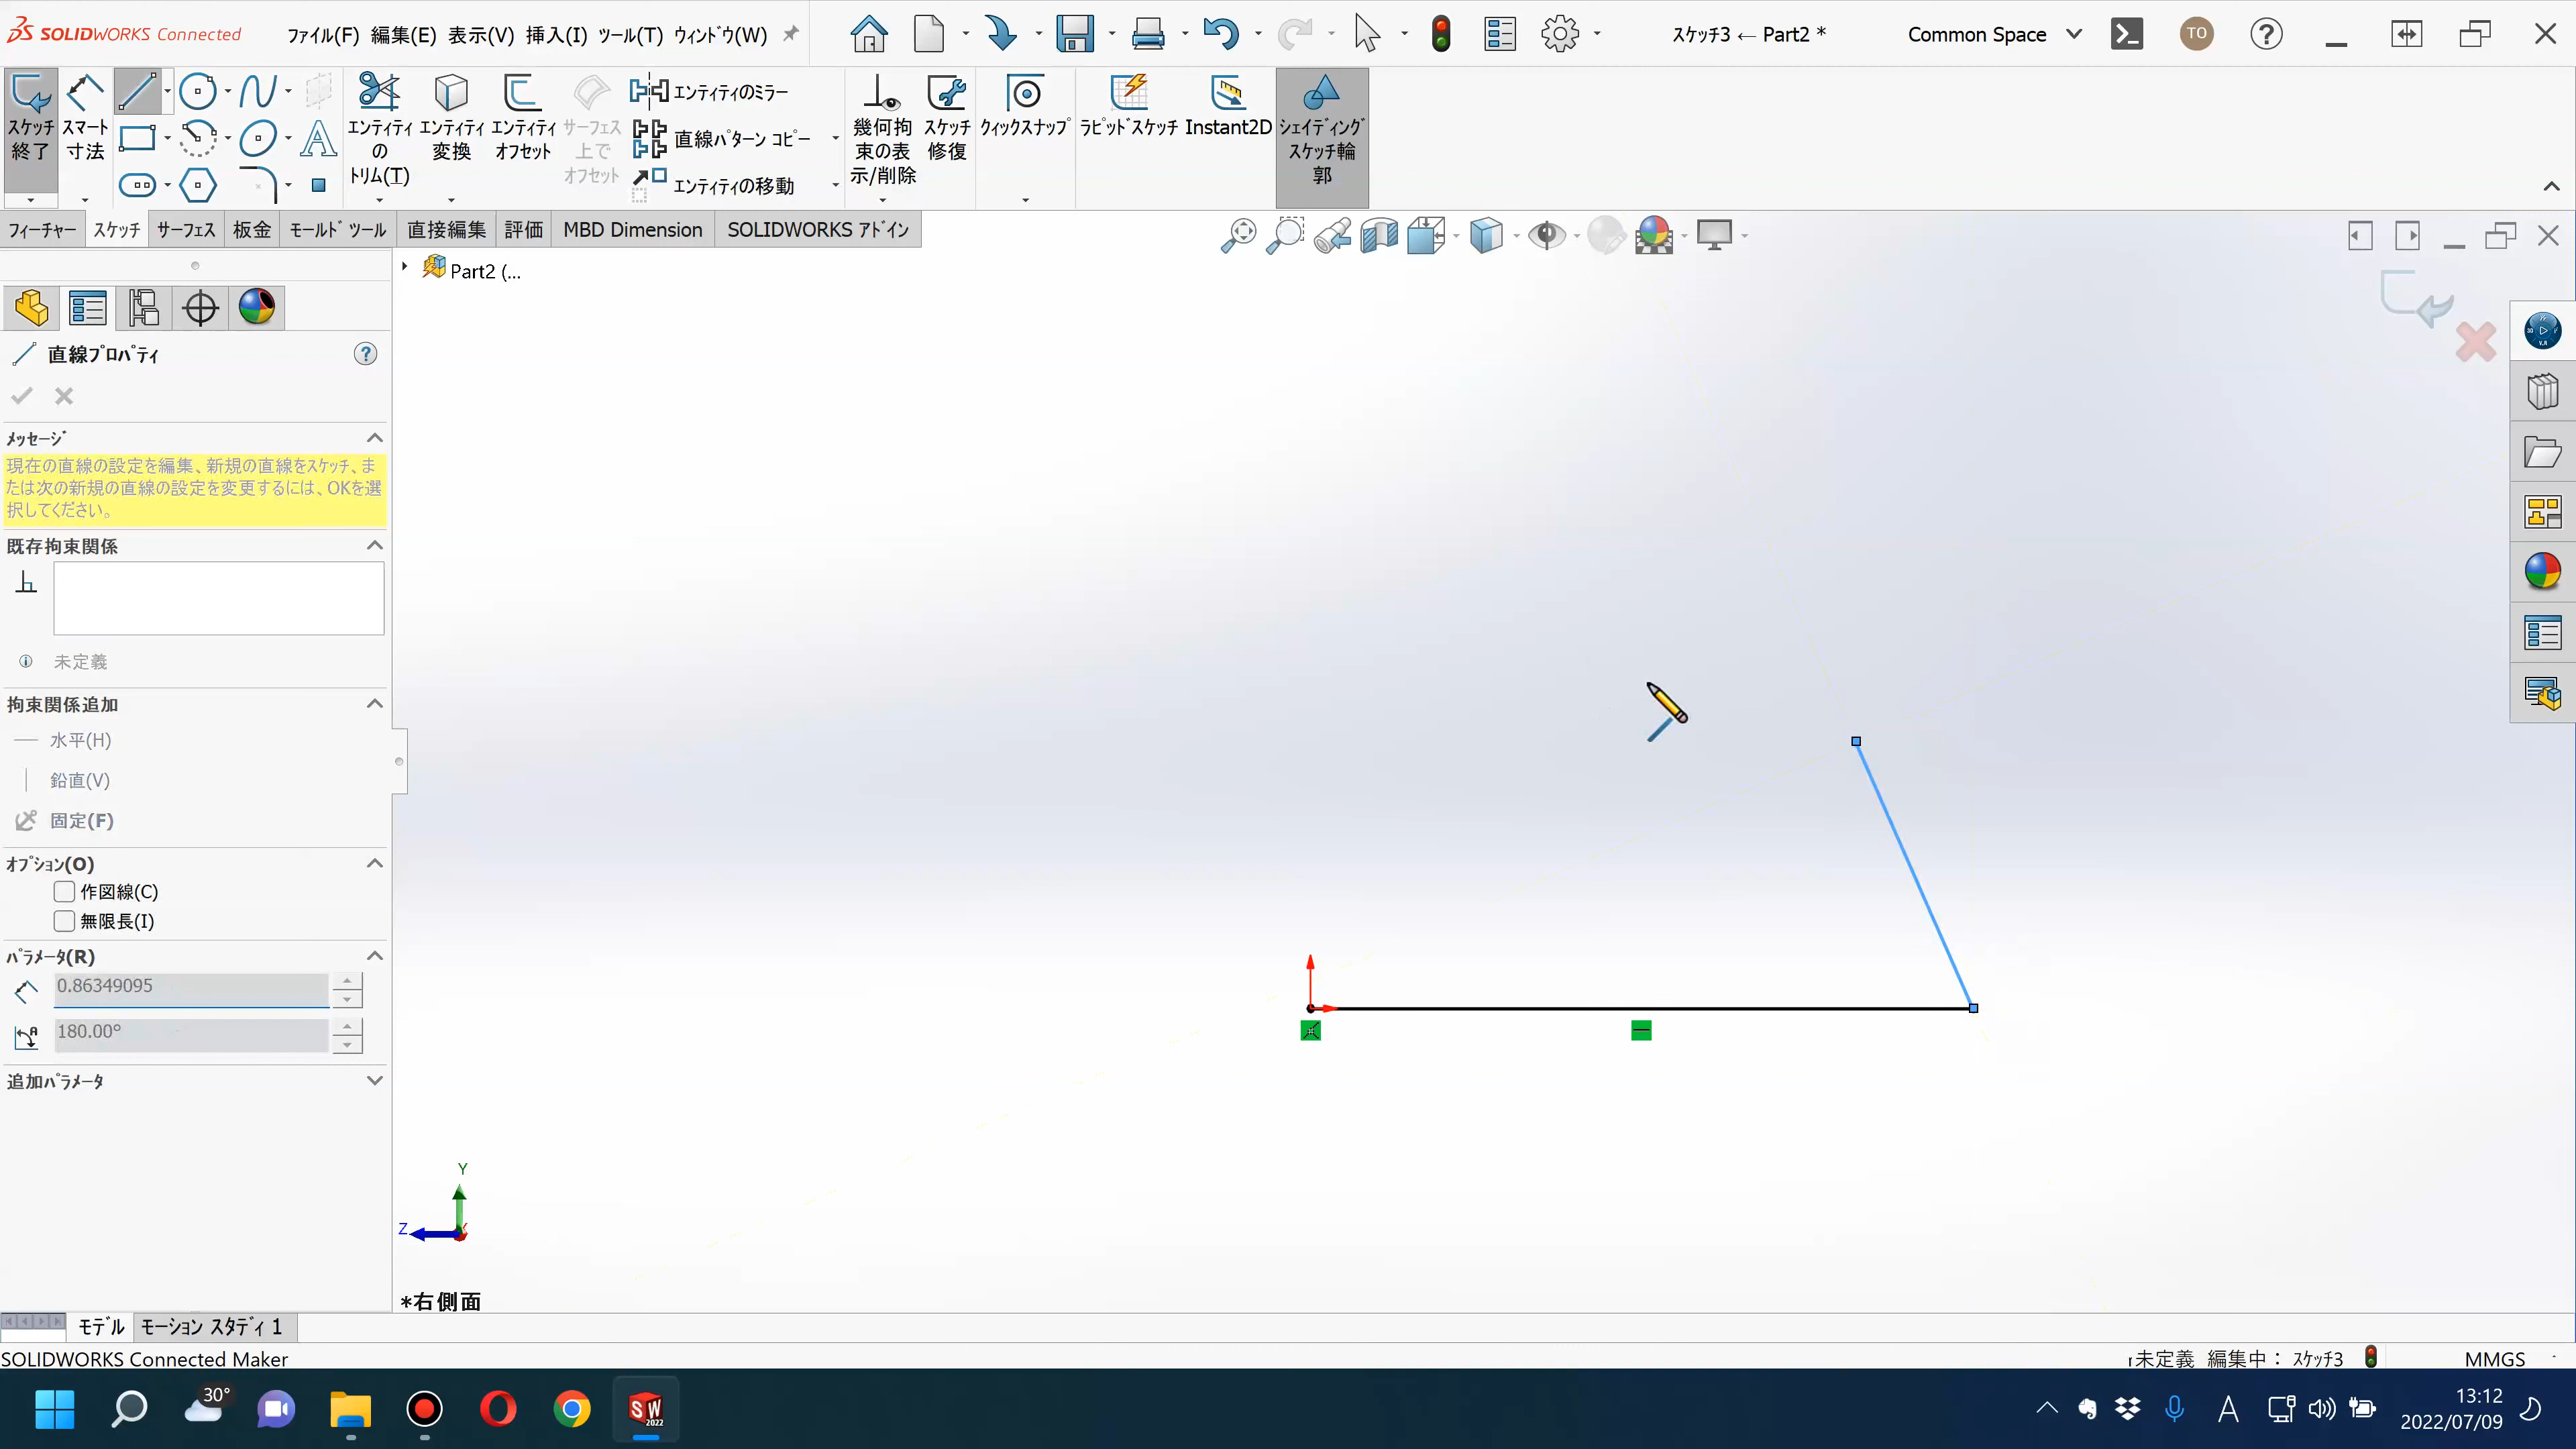 SOLIDWORKS Connected
ファイル(F) 編集(E) 表示(V) 挿入(I) ツール(T) ウィンドウ(W)
スケッチ3 ← Part2 *
Common Space
TO
スケッチ
終了
スマート
寸法
エンティティ
の
トリム(T)
エンティティ
変換
エンティティ
オフセット
サーフェス
上で
オフセット
エンティティのミラー
直線パターン コピー
エンティティの移動
幾何拘
束の表
示/削除
スケッチ
修復
クィックスナップ
ラピッドスケッチ
Instant2D
シェイディング
スケッチ輪
郭
フィーチャー
スケッチ
サーフェス
板金
モールド ツール
直接編集
評価
MBD Dimension
SOLIDWORKS アドイン
Part2 (...
直線プロパティ
メッセージ
現在の直線の設定を編集、新規の直線をスケッチ、ま
たは次の新規の直線の設定を変更するには、OKを選
択してください。
既存拘束関係
未定義
拘束関係追加
水平(H)
鉛直(V)
固定(F)
オプション(O)
作図線(C)
無限長(I)
パラメータ(R)
0.86349095
180.00°
追加パラメータ
Y
Z
*右側面
モデル
モーション スタディ 1
SOLIDWORKS Connected Maker
未定義 編集中： スケッチ3
MMGS
30°
SW
2022
A
13:12
2022/07/09